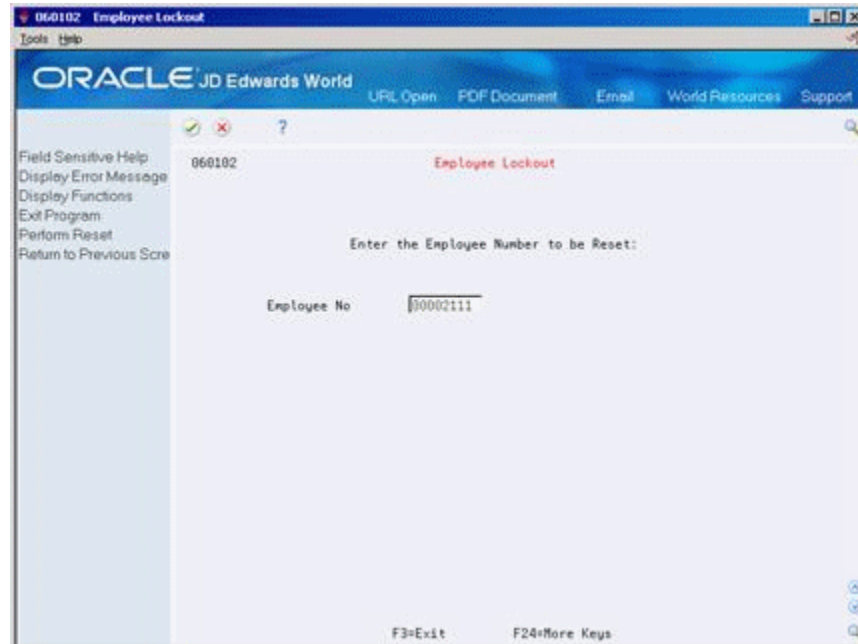 060102 Employee Lockout
Tools Help
ORACLE JD Edwards World
URL Open PDF Document Email World Resources Support
?
Field Sensitive Help
Display Error Message
Display Functions
Exit Program
Perform Reset
Return to Previous Scre
060102 Employee Lockout
Enter the Employee Number to be Reset:
Employee No 00002111
F3=Exit F24=More Keys